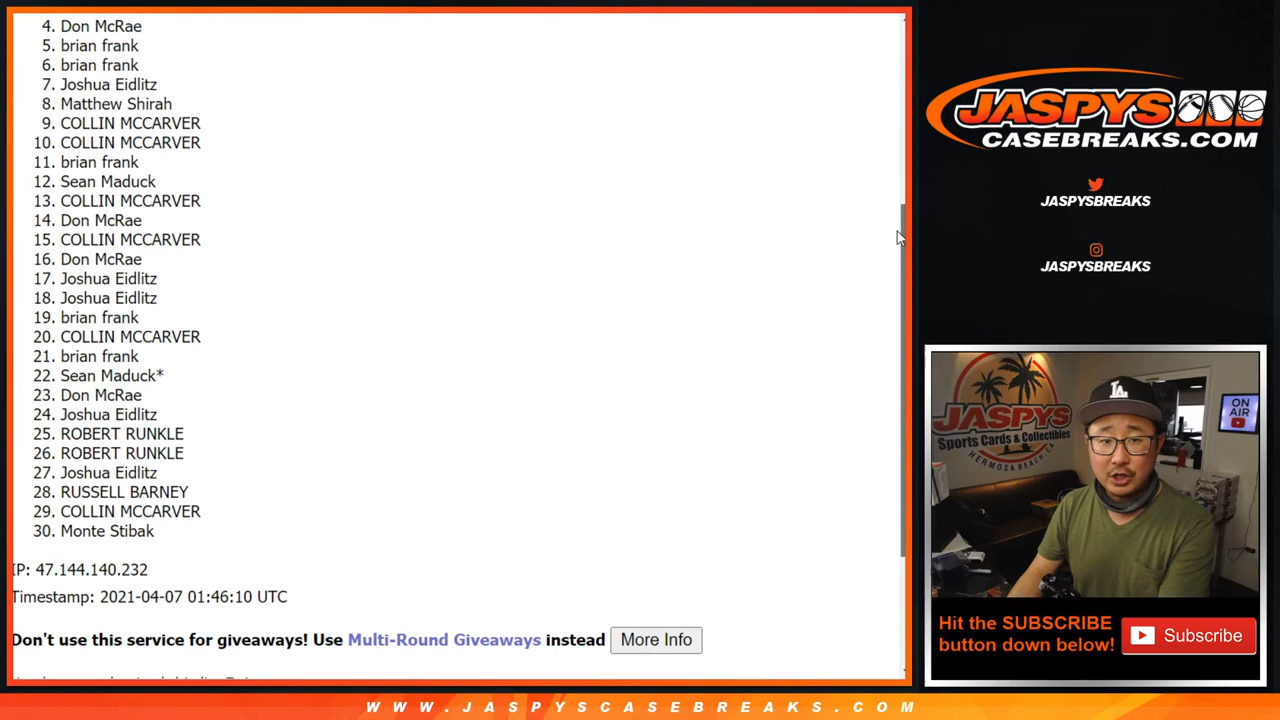 4. Don McRae
5. brian frank
6. brian frank
7. Joshua Eidlitz
8. Matthew Shirah
9. COLLIN MCCARVER
10. COLLIN MCCARVER
11. brian frank
12. Sean Maduck
13. COLLIN MCCARVER
14. Don McRae
15. COLLIN MCCARVER
16. Don McRae
17. Joshua Eidlitz
18. Joshua Eidlitz
19. brian frank
20. COLLIN MCCARVER
21. brian frank
22. Sean Maduck*
23. Don McRae
24. Joshua Eidlitz
25. ROBERT RUNKLE
26. ROBERT RUNKLE
27. Joshua Eidlitz
28. RUSSELL BARNEY
29. COLLIN MCCARVER
30. Monte Stibak
IP: 47.144.140.232
Timestamp: 2021-04-07 01:46:10 UTC
Don't use this service for giveaways! Use Multi-Round Giveaways instead More Info
JASPYS
CASEBREAKS.COM
JASPYSBREAKS
JASPYSBREAKS
JASPYS
Sports Cards & Collectibles
HERMOSA BEACH, CA
LA
ON
AIR
Hit the SUBSCRIBE
button down below!
Subscribe
WWW.JASPYSCASEBREAKS.COM